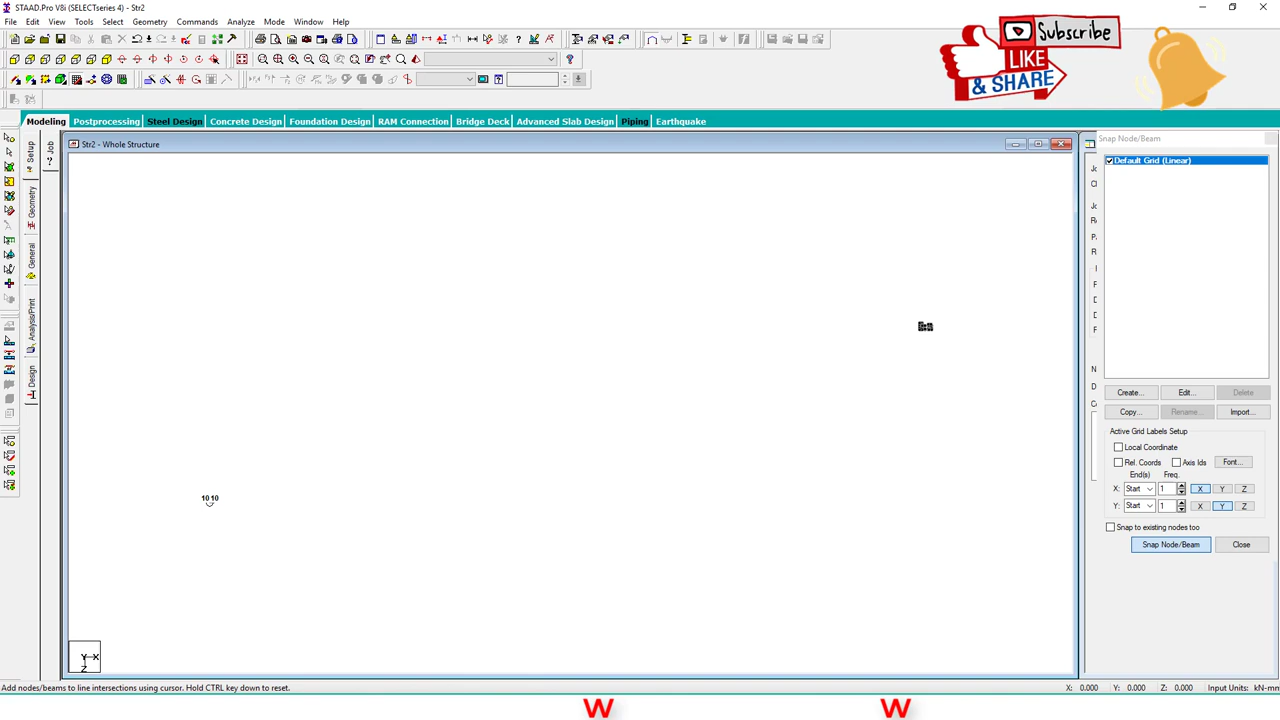 STAAD.Pro V8i (SELECTseries 4) - Str2
File Edit View Tools Select Geometry Commands Analyze Mode Window Help
Subscribe
LIKE
& SHARE
Modeling Postprocessing Steel Design Concrete Design Foundation Design RAM Connection Bridge Deck Advanced Slab Design Piping Earthquake
Setup
Job
Geometry
General
Analysis/Print
Design
Str2 - Whole Structure
10 10
Y X
Z
Snap Node/Beam
Default Grid (Linear)
Create... Edit... Delete
Copy... Rename... Import...
Active Grid Labels Setup
Local Coordinate
Rel. Coords Axis Ids Font...
End(s) Freq.
X: Start 1 X Y Z
Y: Start 1 X Y Z
Snap to existing nodes too
Snap Node/Beam Close
Add nodes/beams to line intersections using cursor. Hold CTRL key down to reset.
X: 0.000 Y: 0.000 Z: 0.000 Input Units: kN-m
W W